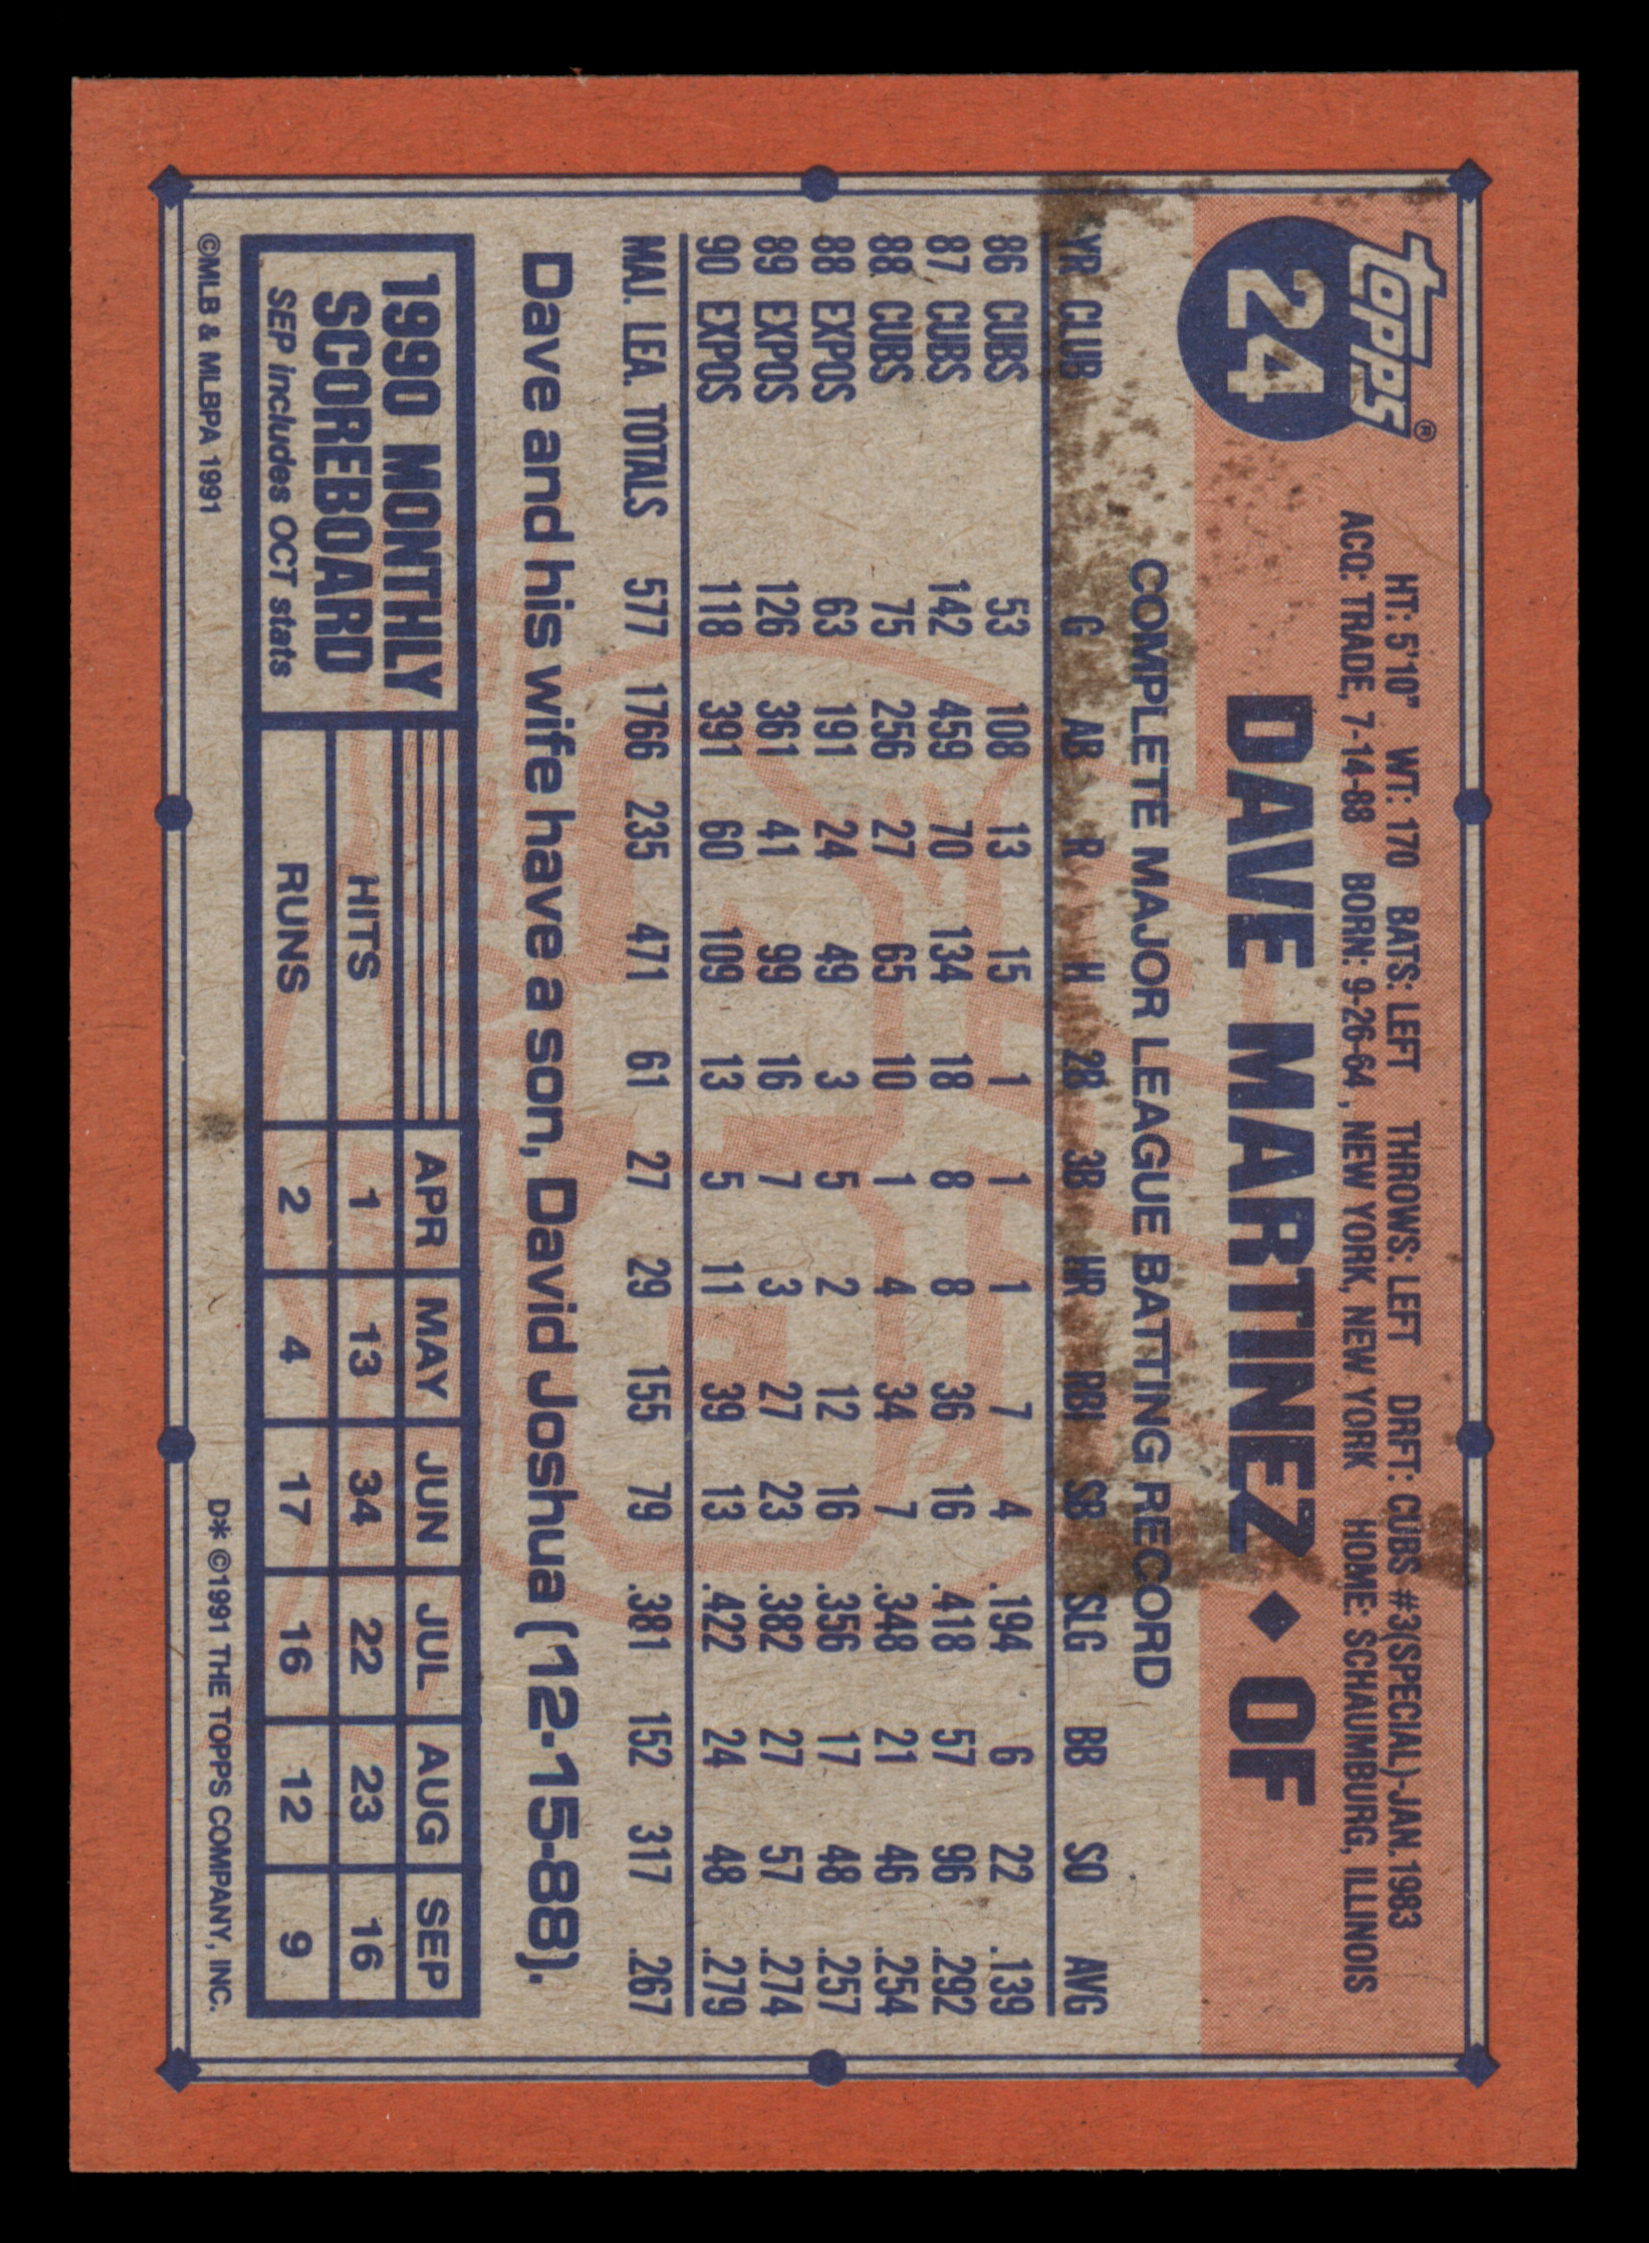 topps®
24
HT: 5'10" WT: 170 BATS: LEFT THROWS: LEFT DRFT: CUBS #3(SPECIAL)-JAN.1983
ACQ: TRADE, 7-14-88 BORN: 9-26-64, NEW YORK, NEW YORK HOME: SCHAUMBURG, ILLINOIS
DAVE MARTINEZ ◆ OF
COMPLETE MAJOR LEAGUE BATTING RECORD
YR CLUB G AB R H 2B 3B HR RBI SB SLG BB SO AVG
86 CUBS 53 108 13 15 1 1 1 7 4 .194 6 22 .139
87 CUBS 142 459 70 134 18 8 8 36 16 .418 57 96 .292
88 CUBS 75 256 27 65 10 1 4 34 7 .348 21 46 .254
88 EXPOS 63 191 24 49 3 5 2 12 16 .356 17 48 .257
89 EXPOS 126 361 41 99 16 7 3 27 23 .382 27 57 .274
90 EXPOS 118 391 60 109 13 5 11 39 13 .422 24 48 .279
MAJ. LEA. TOTALS 577 1766 235 471 61 27 29 155 79 .381 152 317 .267
Dave and his wife have a son, David Joshua (12-15-88).
1990 MONTHLY
SCOREBOARD
SEP includes OCT stats
APR MAY JUN JUL AUG SEP
HITS 1 13 34 22 23 16
RUNS 2 4 17 16 12 9
©MLB & MLBPA 1991
D* ©1991 THE TOPPS COMPANY, INC.